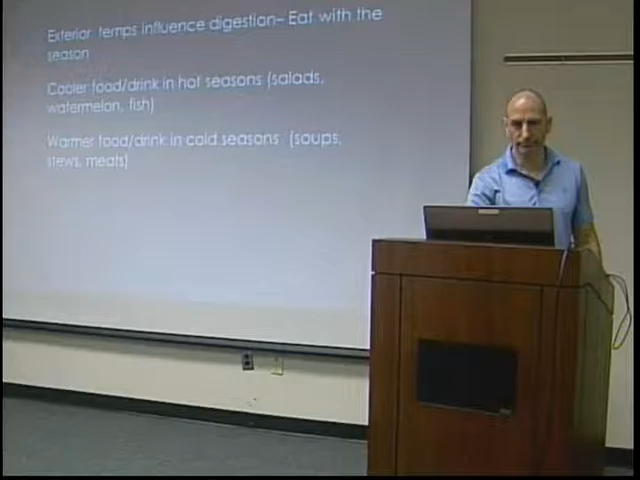 Exterior temps influence digestion– Eat with the
season
Cooler food/drink in hot seasons (salads,
watermelon, fish)
Warmer food/drink in cold seasons (soups,
stews, meats)